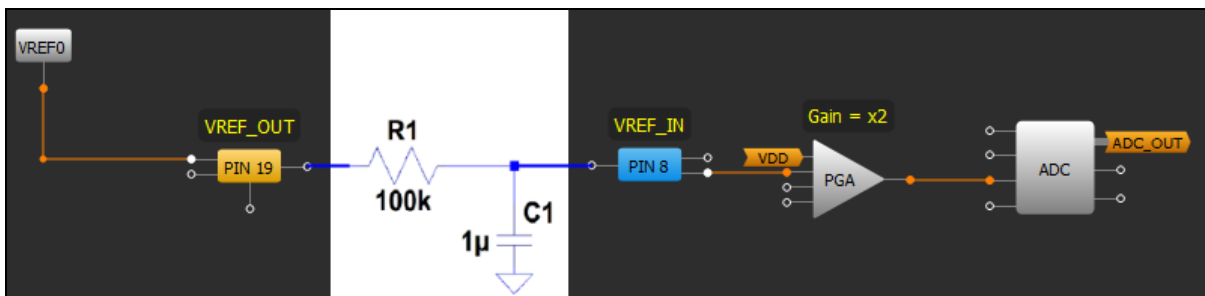 VREF0
VREF_OUT
PIN 19
R1
100k
C1
1µ
VREF_IN
PIN 8
Gain = x2
VDD
PGA
ADC
ADC_OUT